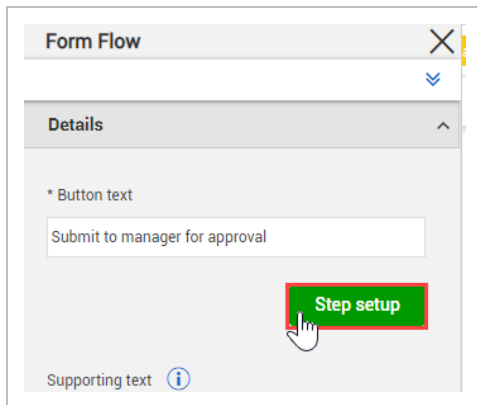 Form Flow
Details
* Button text
Submit to manager for approval
Step setup
Supporting text